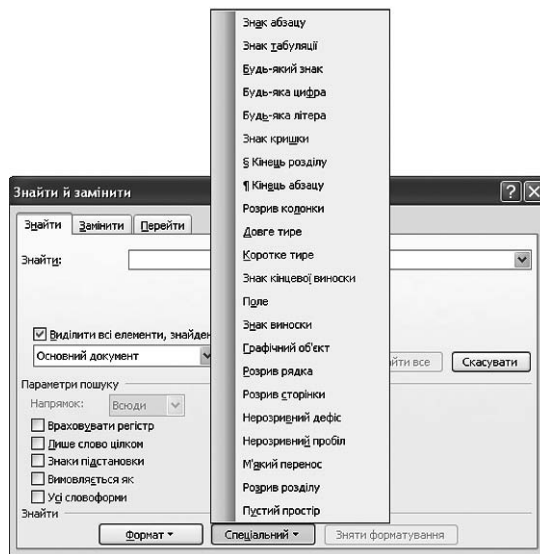 Знак абзацу
Знак табуляції
Будь-який знак
Будь-яка цифра
Будь-яка літера
Знак кришки
§ Кінець розділу
¶ Кінець абзацу
Розрив колонки
Довге тире
Коротке тире
Знак кінцевої виноски
Поле
Знак виноски
Графічний об'єкт
Розрив рядка
Розрив сторінки
Нерозривний дефіс
Нерозривний пробіл
М'який перенос
Розрив розділу
Пустий простір
Знайти й замінити
Знайти Замінити Перейти
Знайти:
Виділити всі елементи, знайден
Основний документ
йти все Скасувати
Параметри пошуку
Напрямок: Всюди
Враховувати регістр
Лише слово цілком
Знаки підстановки
Вимовляється як
Усі словоформи
Знайти
Формат Спеціальний Зняти форматування